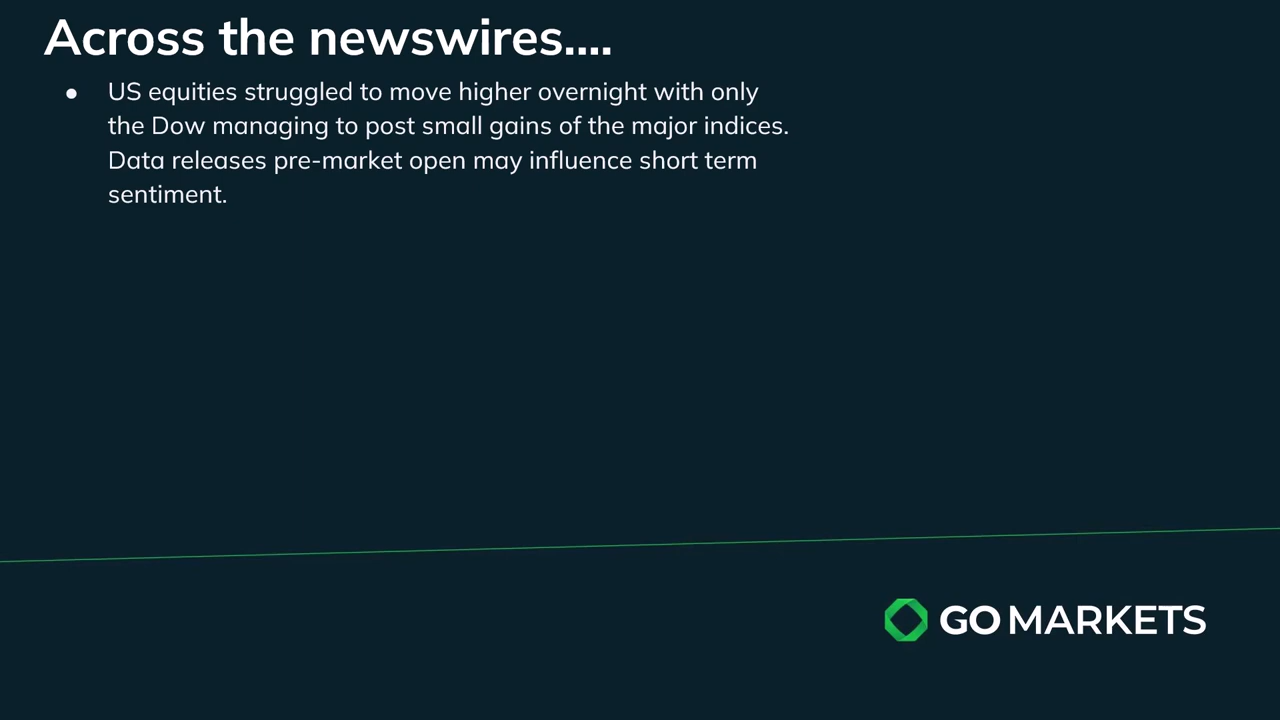 Across the newswires....
● US equities struggled to move higher overnight with only
the Dow managing to post small gains of the major indices.
Data releases pre-market open may influence short term
sentiment.
GO MARKETS